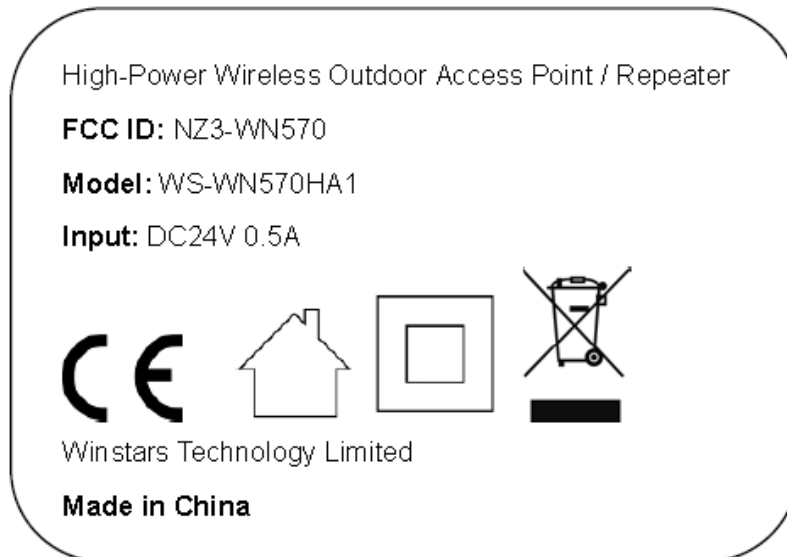 High-Power Wireless Outdoor Access Point / Repeater
FCC ID: NZ3-WN570
Model: WS-WN570HA1
Input: DC24V 0.5A
CE
Winstars Technology Limited
Made in China